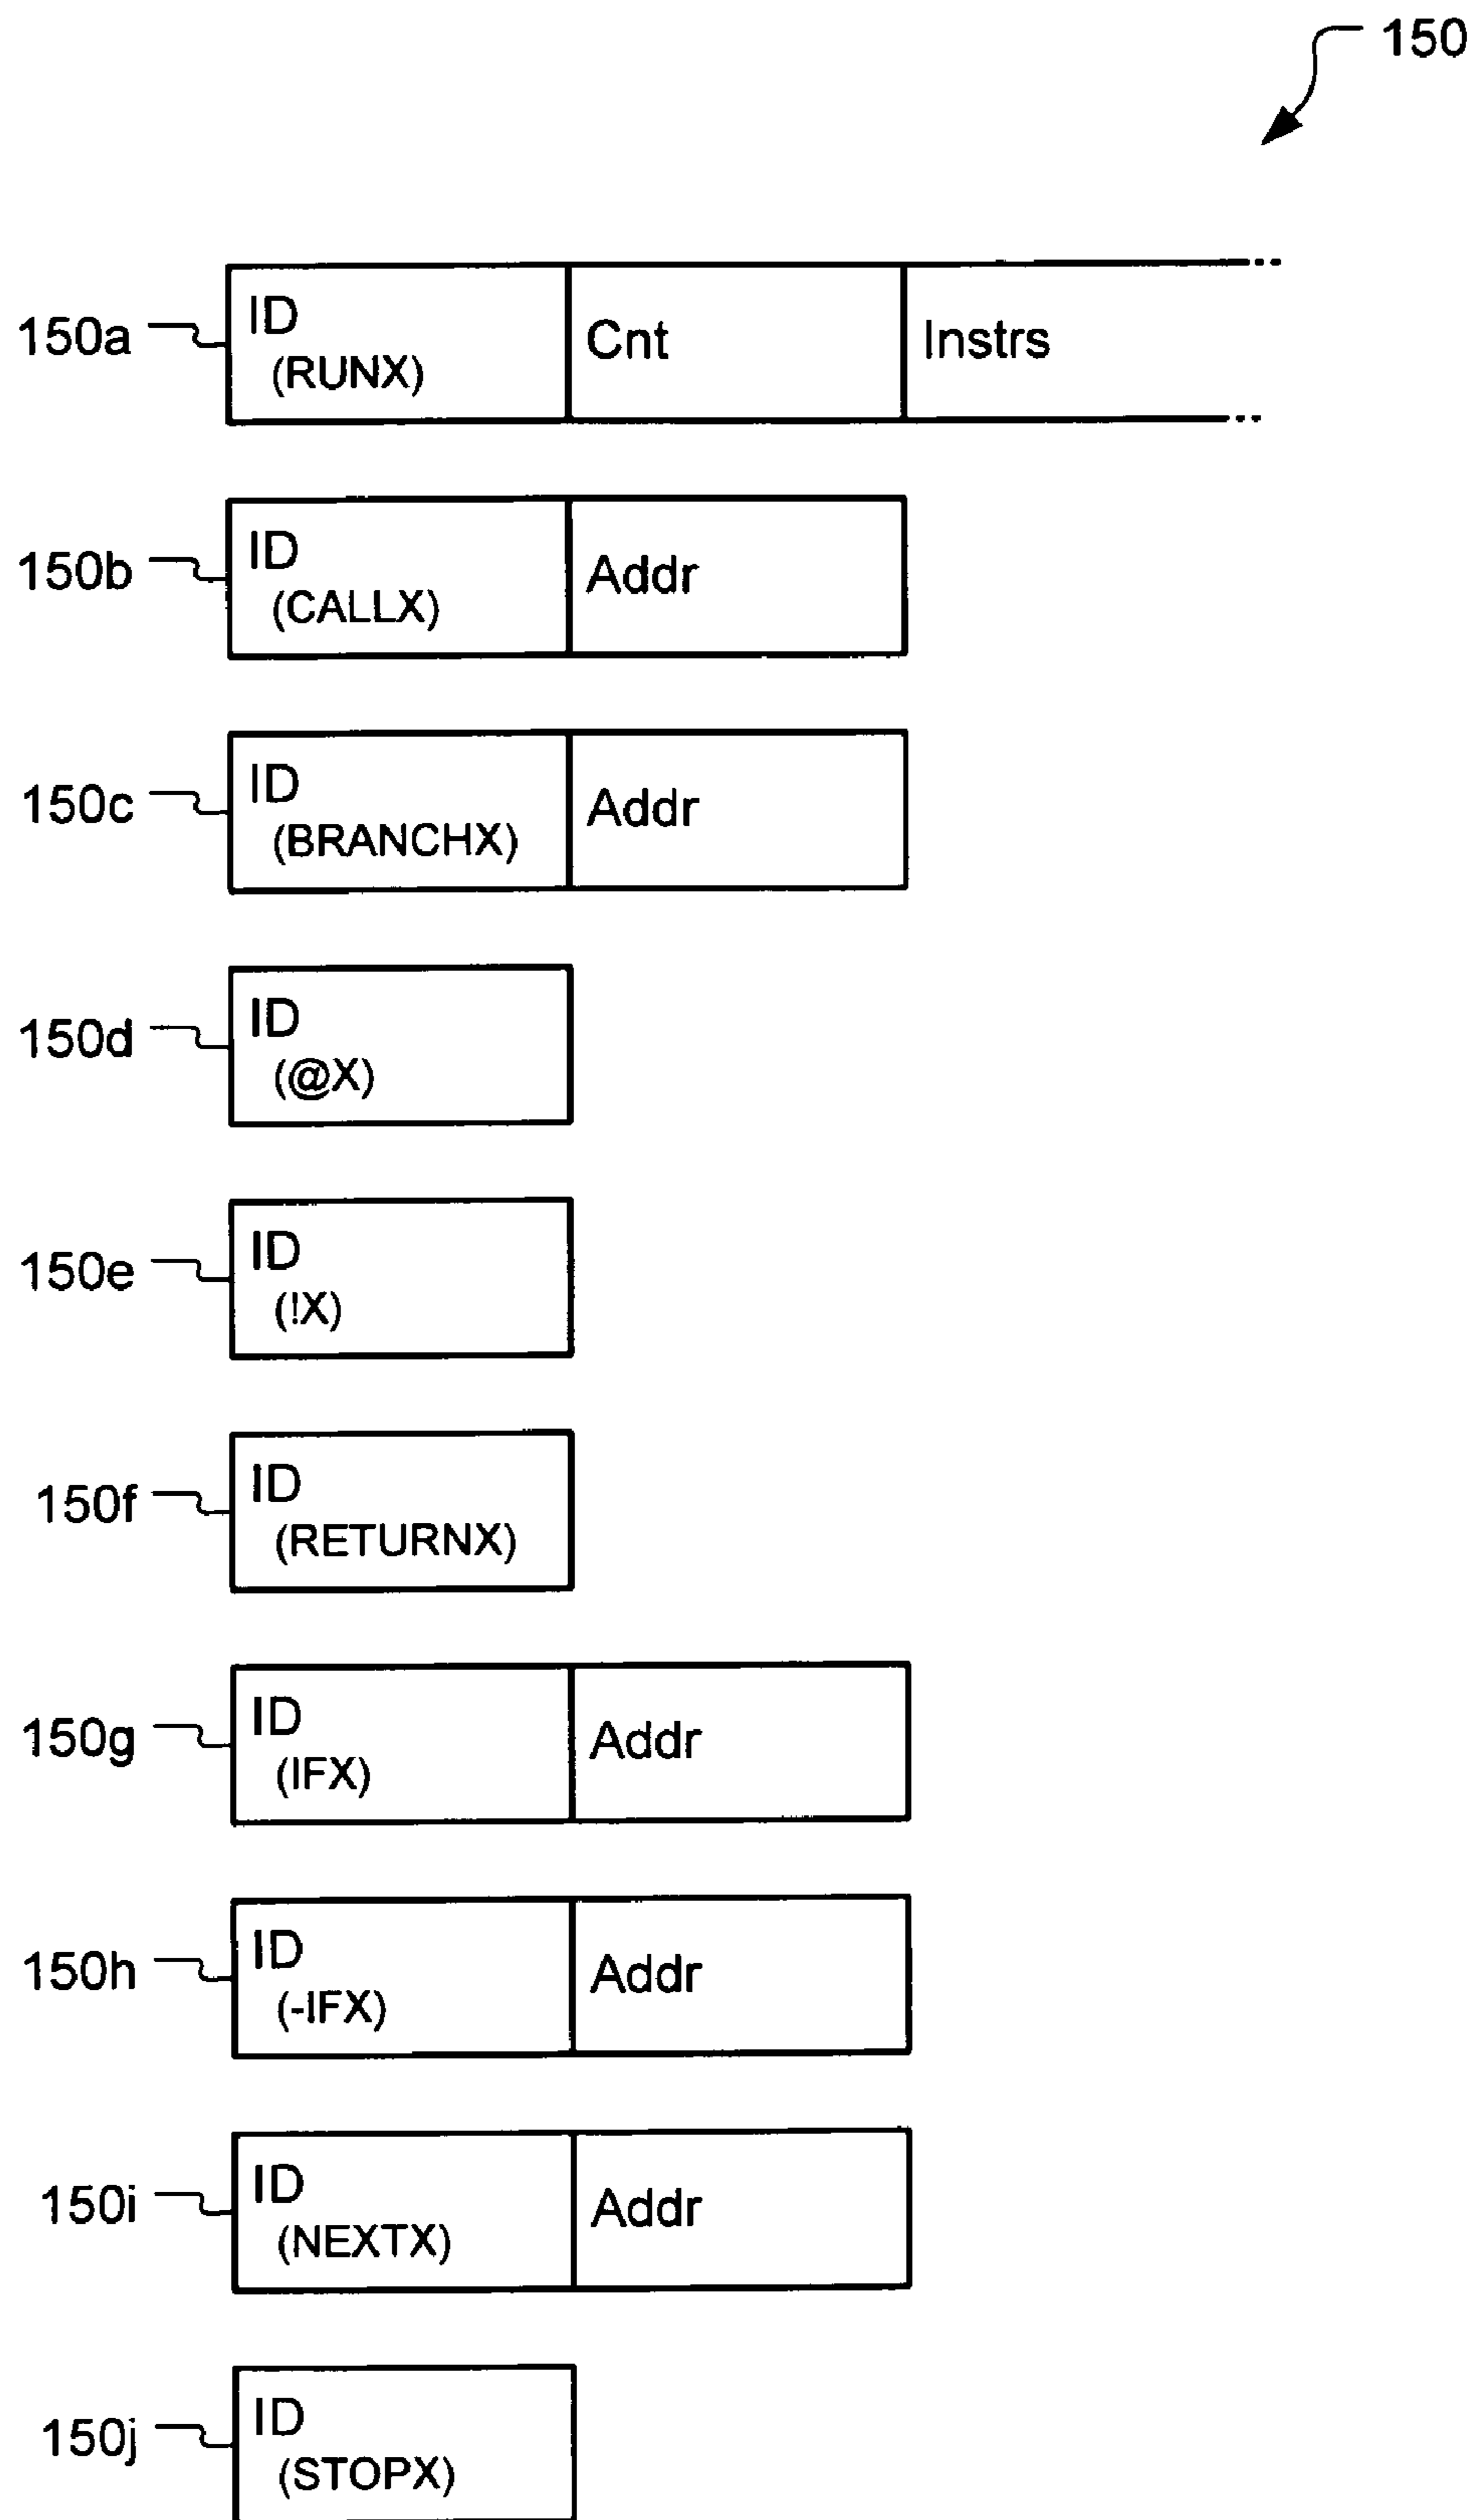 150
150a ID Cnt Instrs
(RUNX)
150b ID Addr
(CALLX)
150c ID Addr
(BRANCHX)
150d ID
(@X)
150e ID
(!X)
150f ID
(RETURNX)
150g ID Addr
(IFX)
150h ID Addr
(-IFX)
150i ID Addr
(NEXTX)
150j ID
(STOPX)